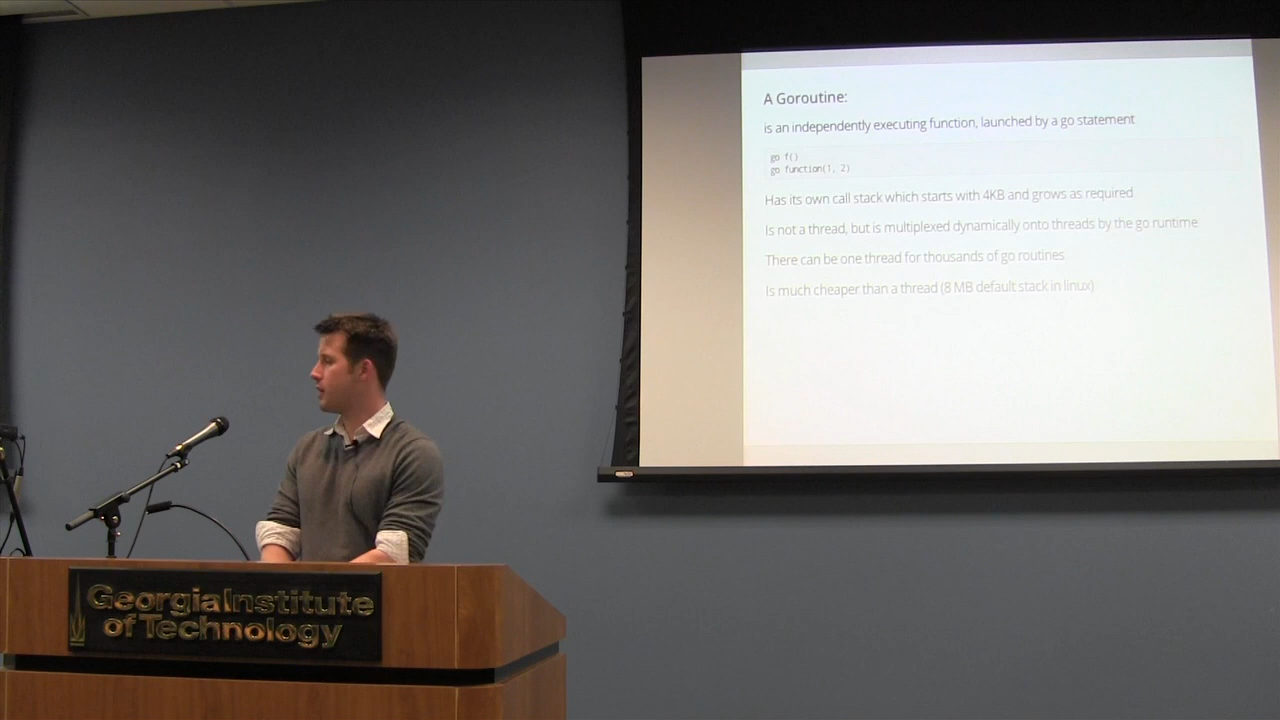 A Goroutine:
is an independently executing function, launched by a go statement
go f()
go function(1, 2)
Has its own call stack which starts with 4KB and grows as required
Is not a thread, but is multiplexed dynamically onto threads by the go runtime
There can be one thread for thousands of go routines
Is much cheaper than a thread (8 MB default stack in linux)
Georgia Institute
of Technology